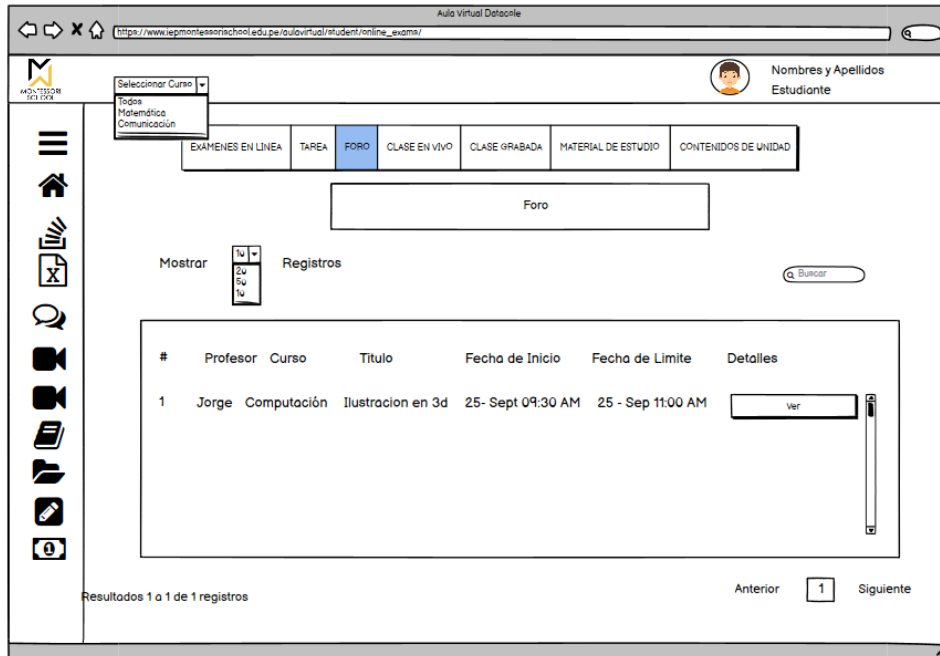 Aula Virtual Datacole
https://www.iepmontessorischool.edu.pe/aulavirtual/student/online_exams/
MONTESSORI
SCHOOL
Seleccionar Curso
Todos
Matemática
Comunicación
Nombres y Apellidos
Estudiante
EXÁMENES EN LINEA TAREA FORO CLASE EN VIVO CLASE GRABADA MATERIAL DE ESTUDIO CONTENIDOS DE UNIDAD
Foro
Mostrar 10 Registros
20
50
10
Buscar
# Profesor Curso Titulo Fecha de Inicio Fecha de Limite Detalles
1 Jorge Computación Ilustracion en 3d 25- Sept 09:30 AM 25 - Sep 11:00 AM Ver
X
1
Resultados 1 a 1 de 1 registros
Anterior 1 Siguiente